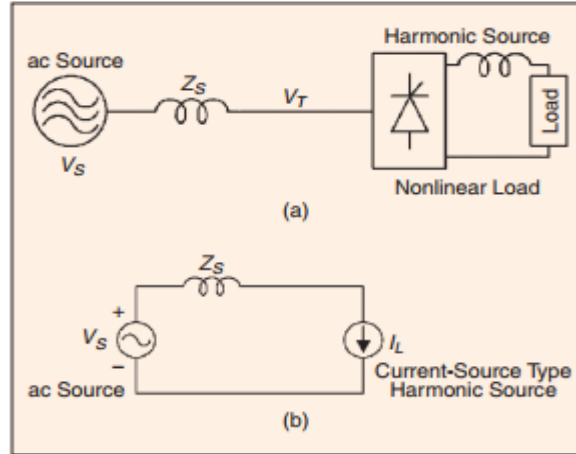 Harmonic Source
ac Source
Z_S
V_T
Load
V_S
Nonlinear Load
(a)
Z_S
+
V_S
I_L
–
Current-Source Type
ac Source
Harmonic Source
(b)